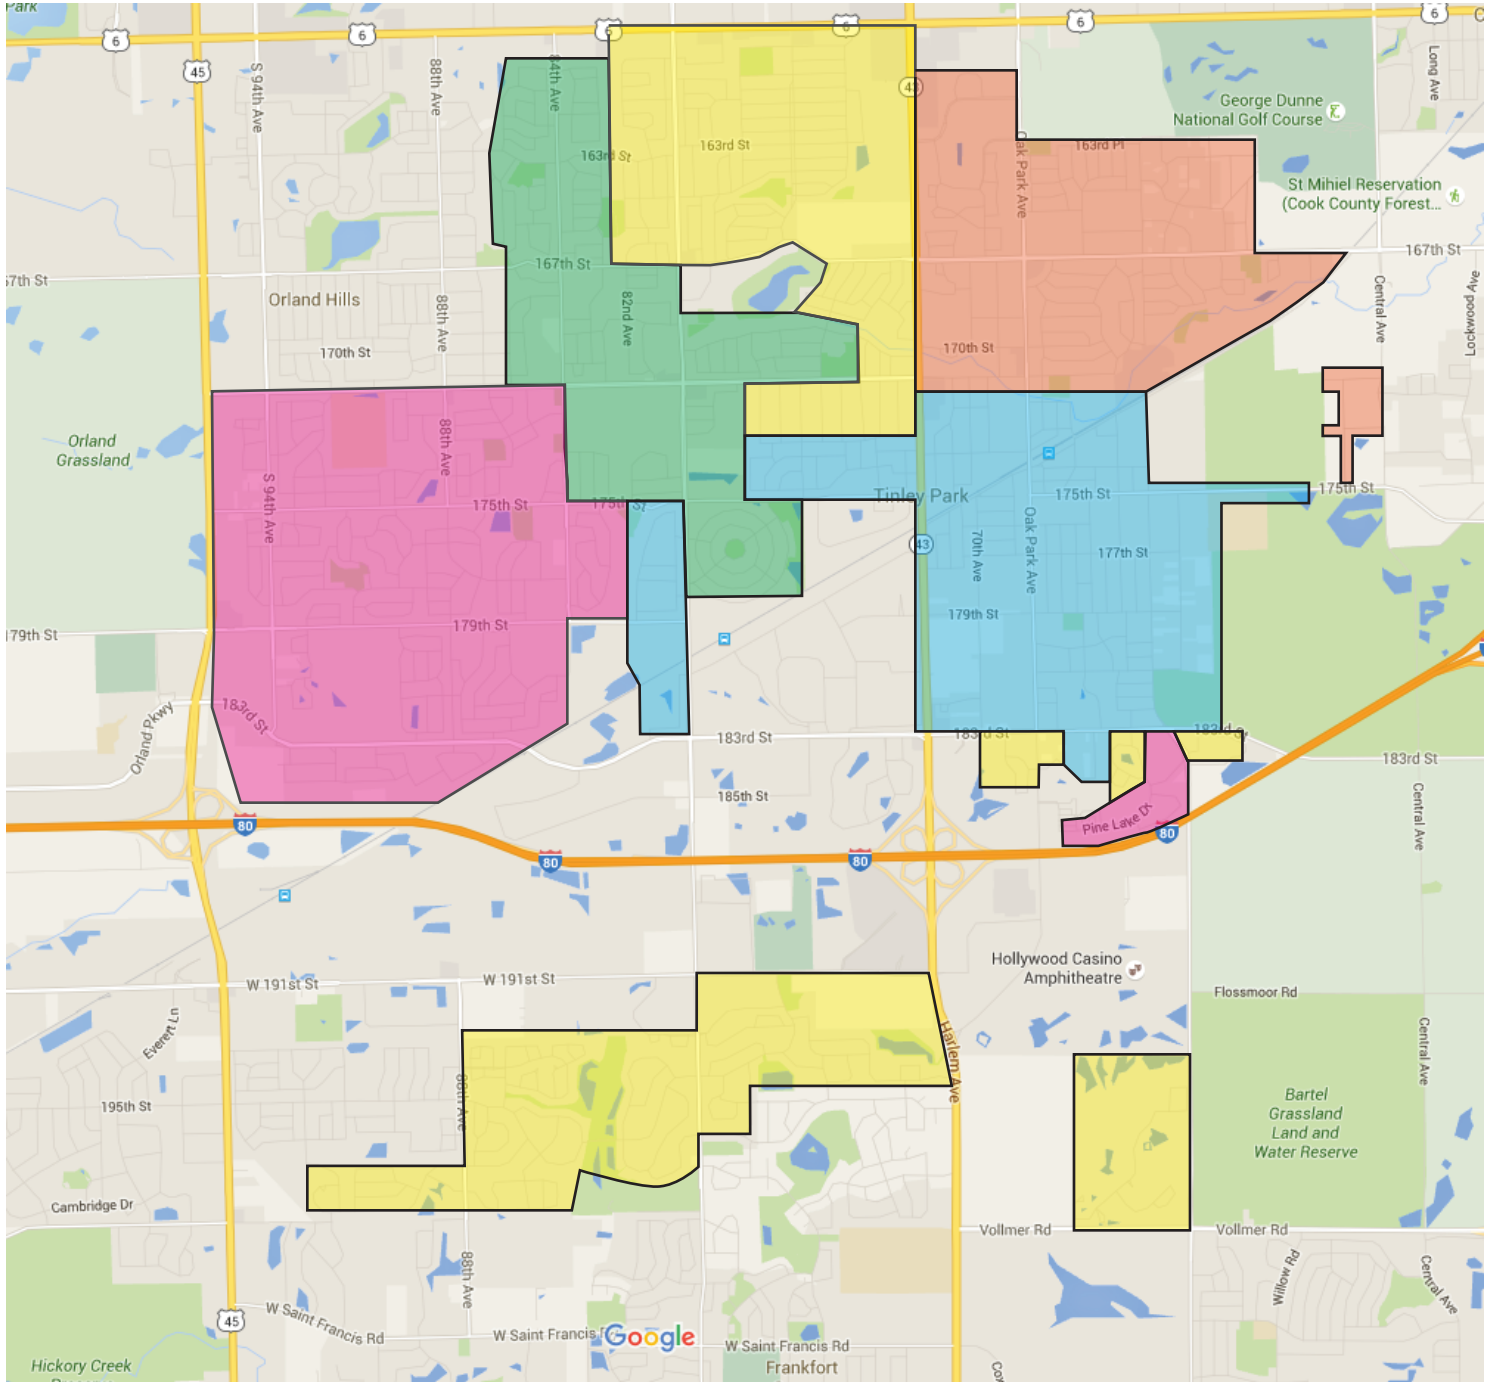 Park
6
6
6
6
6
6
45
S 94th Ave
88th Ave
84th Ave
43
Long Ave
George Dunne
National Golf Course
163rd St
163rd St
163rd Pl
Oak Park Ave
St Mihiel Reservation
(Cook County Forest...
167th St
167th St
67th St
Orland Hills
88th Ave
82nd Ave
Central Ave
Lockwood Ave
170th St
170th St
Orland
Grassland
88th Ave
S 94th Ave
175th St
175th St
Tinley Park
175th St
175th St
Oak Park Ave
70th Ave
43
177th St
179th St
179th St
179th St
183rd St
Orland Pkwy
183rd St
183rd St
183rd St
183rd St
185th St
Pine Lake Dr
Central Ave
80
80
80
80
Hollywood Casino
Amphitheatre
W 191st St
W 191st St
Flossmoor Rd
Everett Ln
Harlem Ave
Central Ave
88th Ave
195th St
Bartel
Grassland
Land and
Water Reserve
Cambridge Dr
Vollmer Rd
Vollmer Rd
88th Ave
Willow Rd
Central Ave
45
W Saint Francis Rd
W Saint Francis
Google
W Saint Francis Rd
Frankfort
Hickory Creek